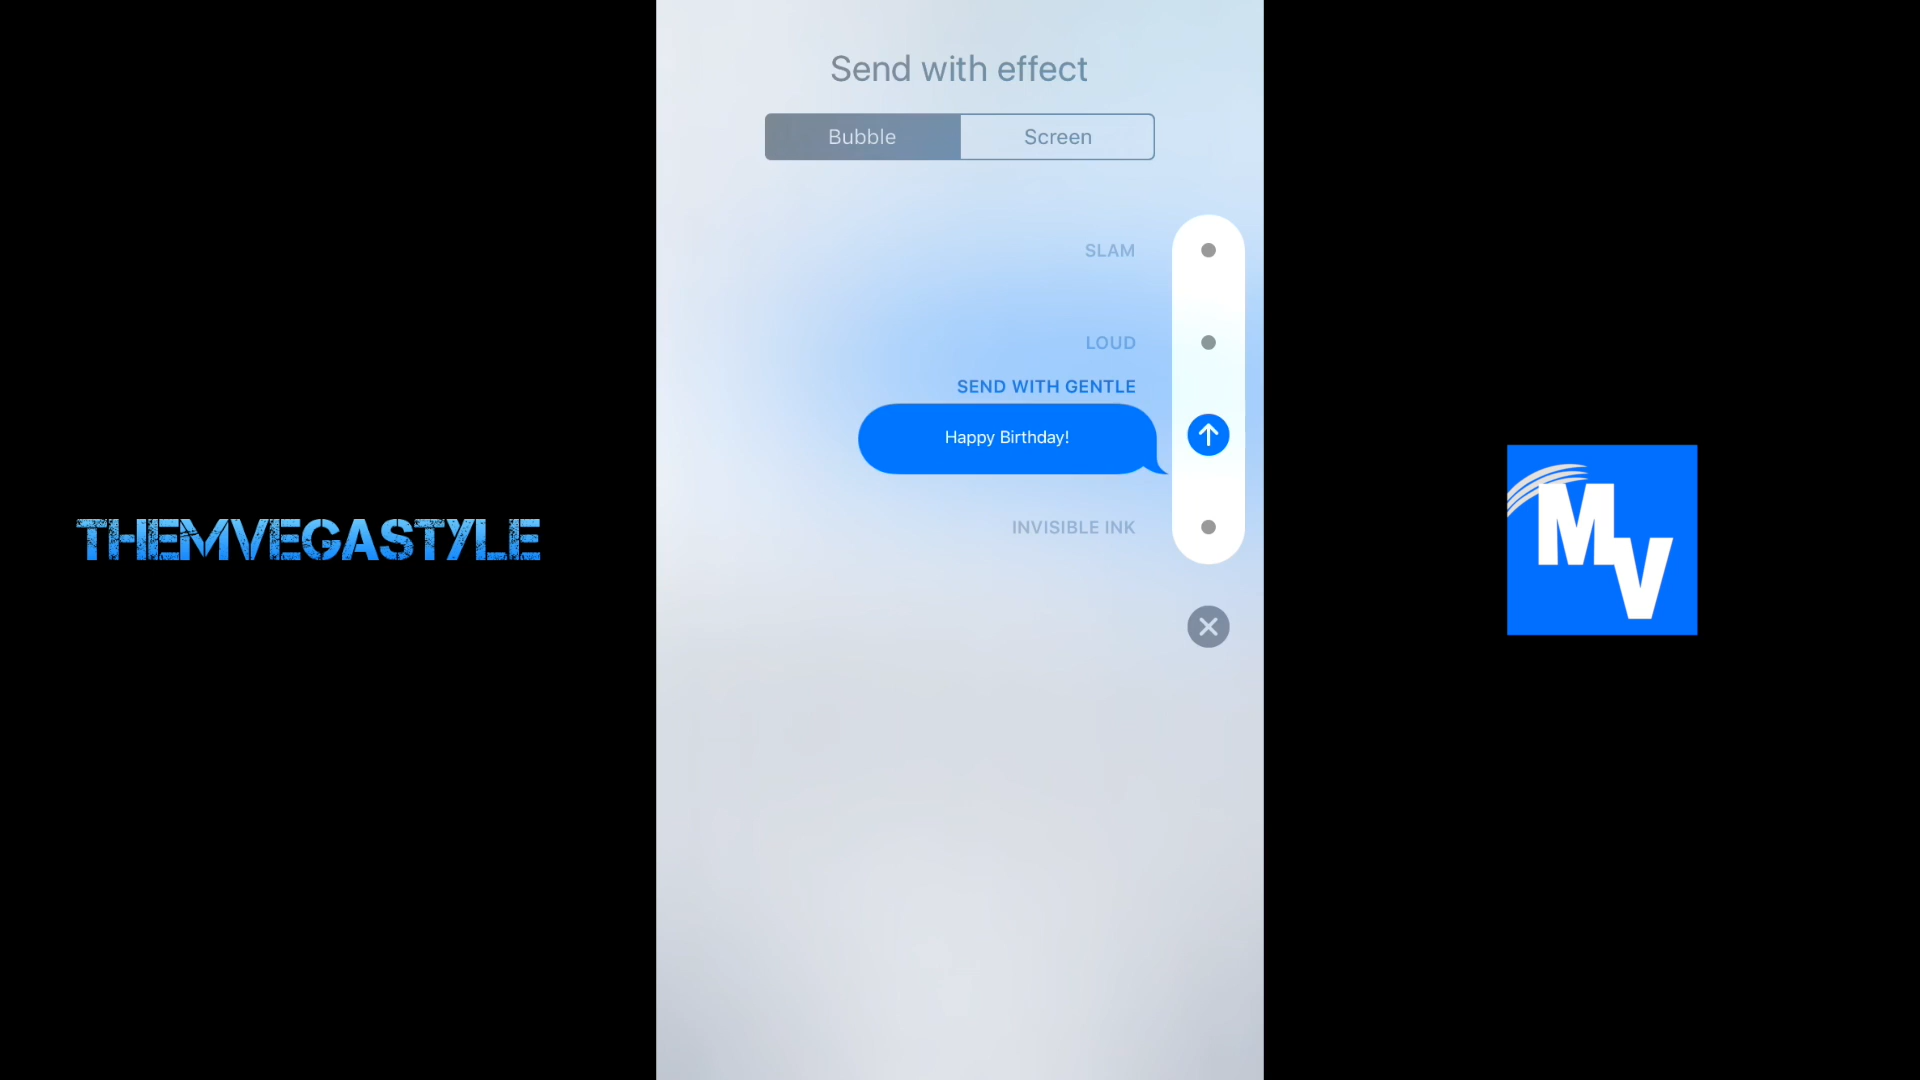 Send with effect
Bubble
Screen
SLAM
LOUD
SEND WITH GENTLE
Happy Birthday!
INVISIBLE INK
THEMVEGASTYLE
MV